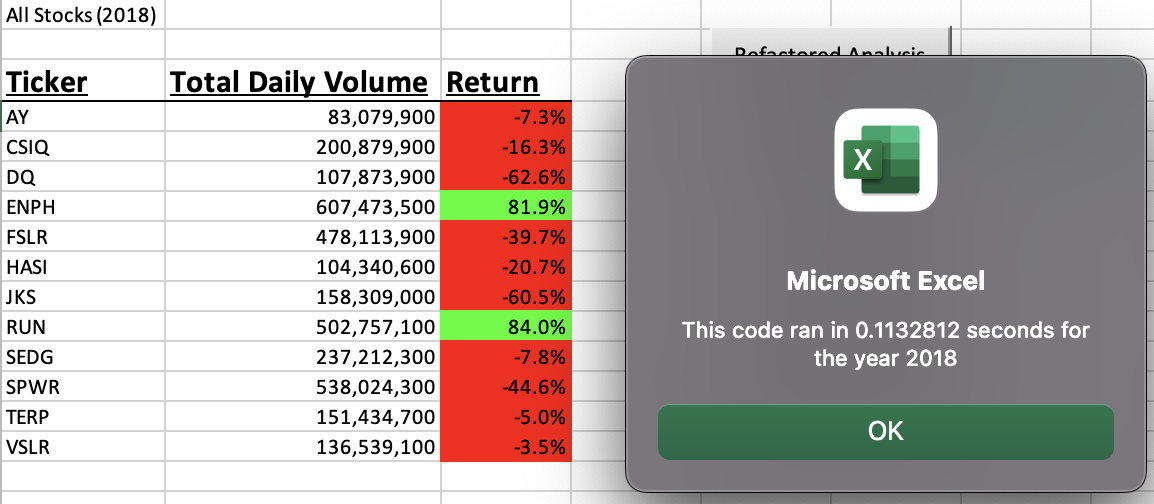 All Stocks (2018)
Refactored Analysis
Ticker Total Daily Volume Return
AY 83,079,900 -7.3%
CSIQ 200,879,900 -16.3%
DQ 107,873,900 -62.6%
ENPH 607,473,500 81.9%
FSLR 478,113,900 -39.7%
HASI 104,340,600 -20.7%
JKS 158,309,000 -60.5%
RUN 502,757,100 84.0%
SEDG 237,212,300 -7.8%
SPWR 538,024,300 -44.6%
TERP 151,434,700 -5.0%
VSLR 136,539,100 -3.5%
X
Microsoft Excel
This code ran in 0.1132812 seconds for
the year 2018
OK